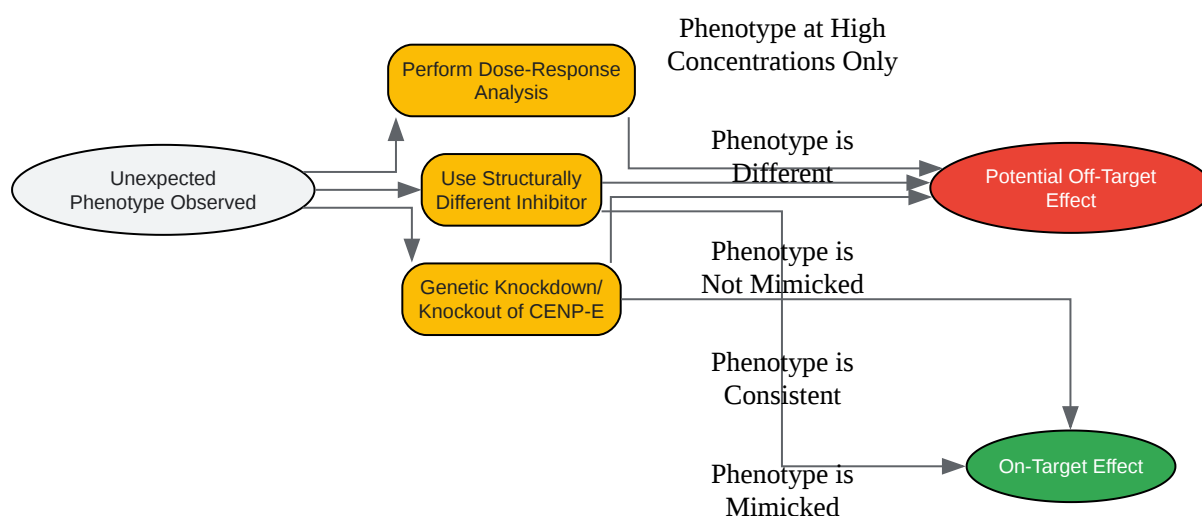 Phenotype at High
Concentrations Only
Perform Dose-Response
Analysis
Phenotype is
Different
Unexpected
Phenotype Observed
Use Structurally
Different Inhibitor
Potential Off-Target
Effect
Phenotype is
Not Mimicked
Genetic Knockdown/
Knockout of CENP-E
Phenotype is
Consistent
On-Target Effect
Phenotype is
Mimicked